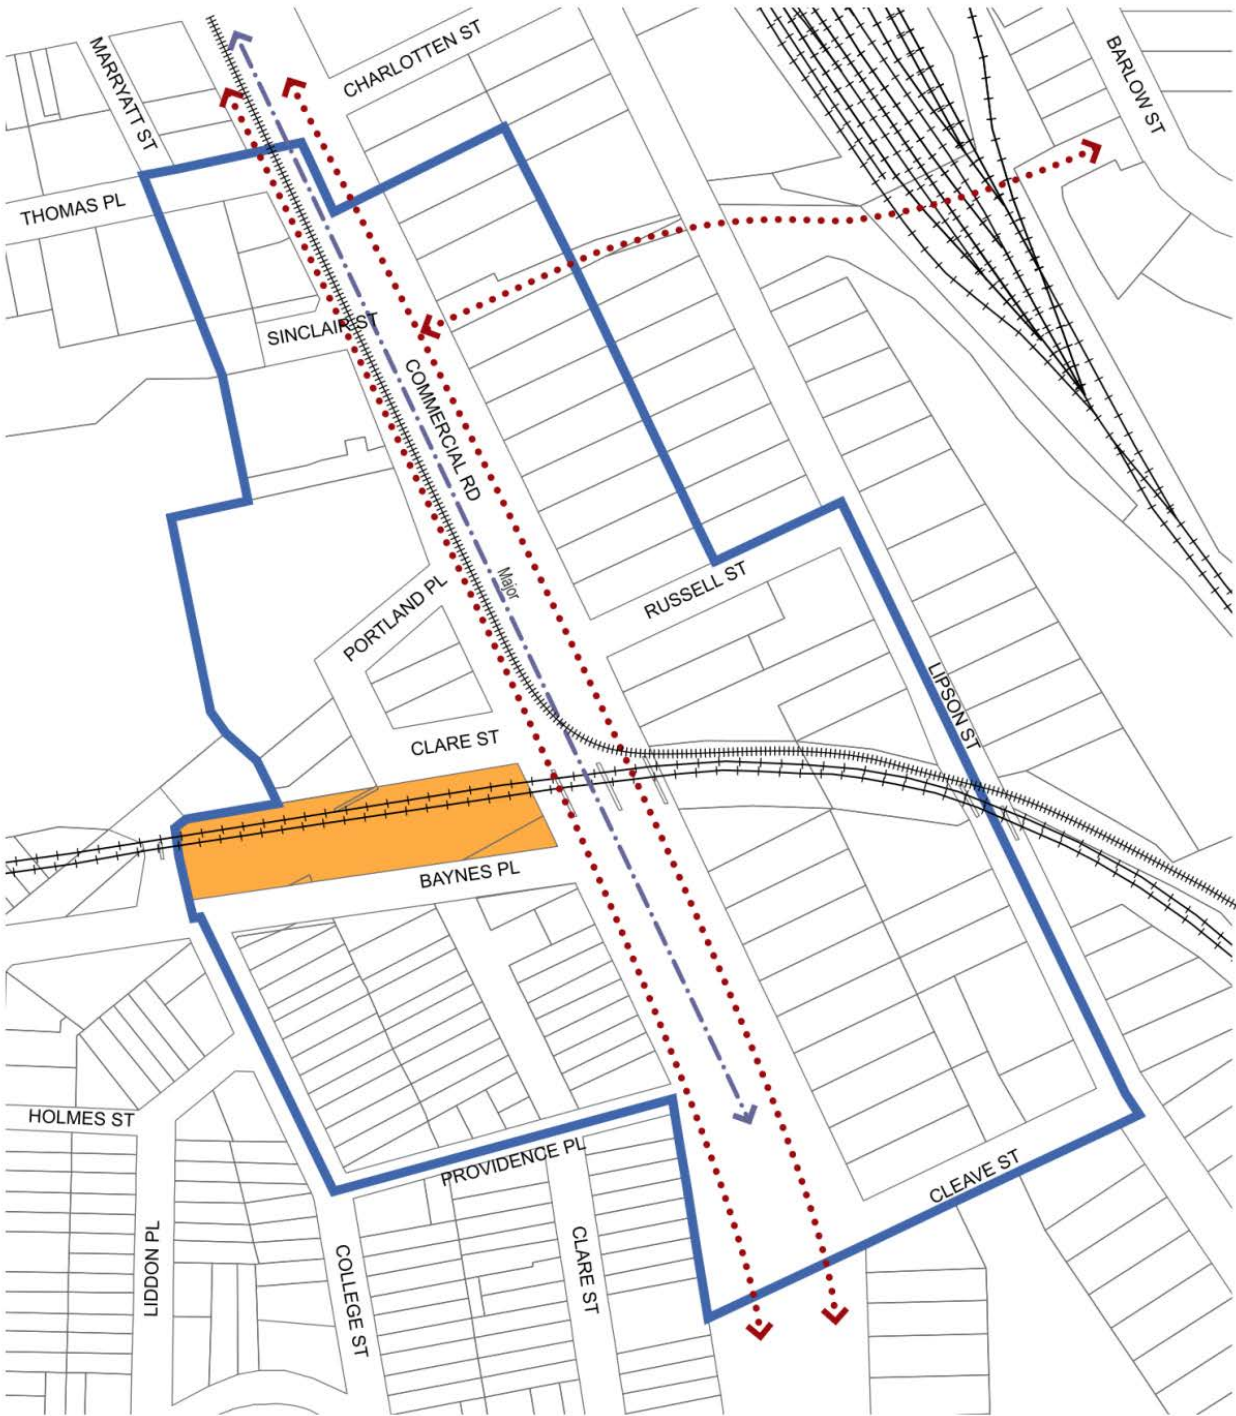 CHARLOTTEN ST
MARRYATT ST
BARLOW ST
THOMAS PL
SINCLAIR ST
COMMERCIAL RD
Major
RUSSELL ST
PORTLAND PL
LIPSON ST
CLARE ST
BAYNES PL
HOLMES ST
PROVIDENCE PL
CLEAVE ST
LIDDON PL
COLLEGE ST
CLARE ST